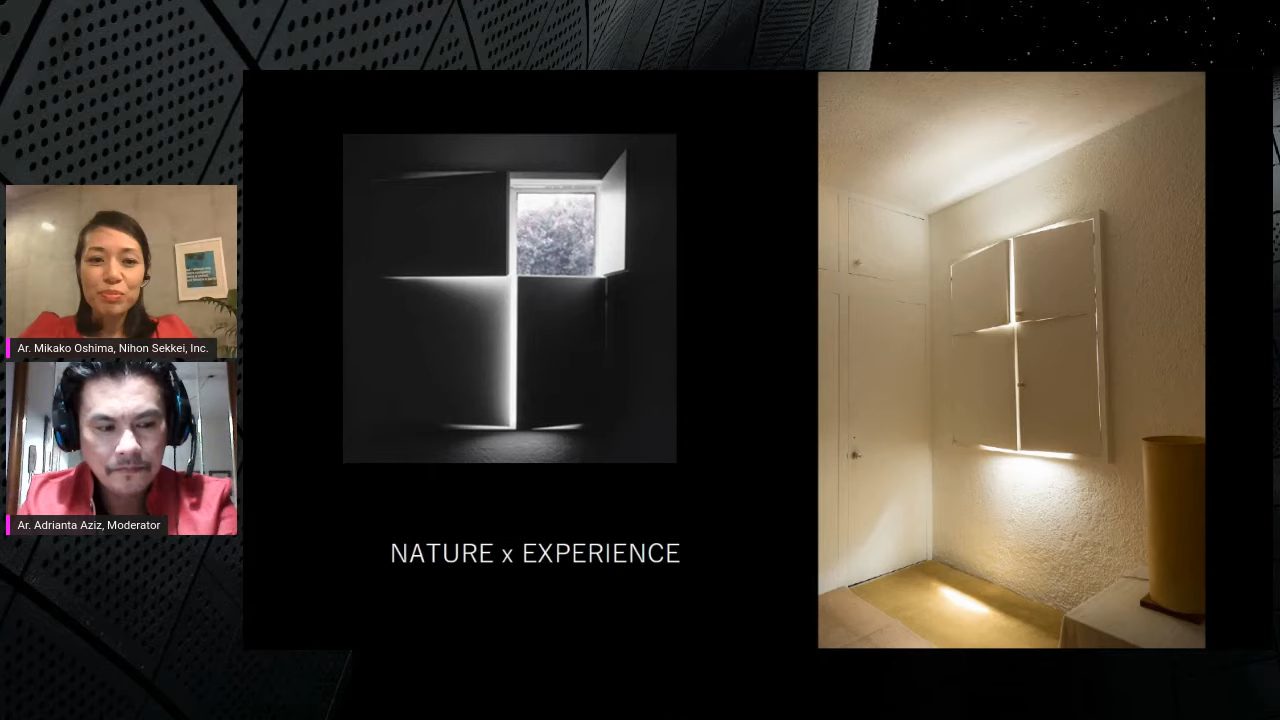 Ar. Mikako Oshima, Nihon Sekkei, Inc.
Ar. Adrianta Aziz, Moderator
NATURE x EXPERIENCE